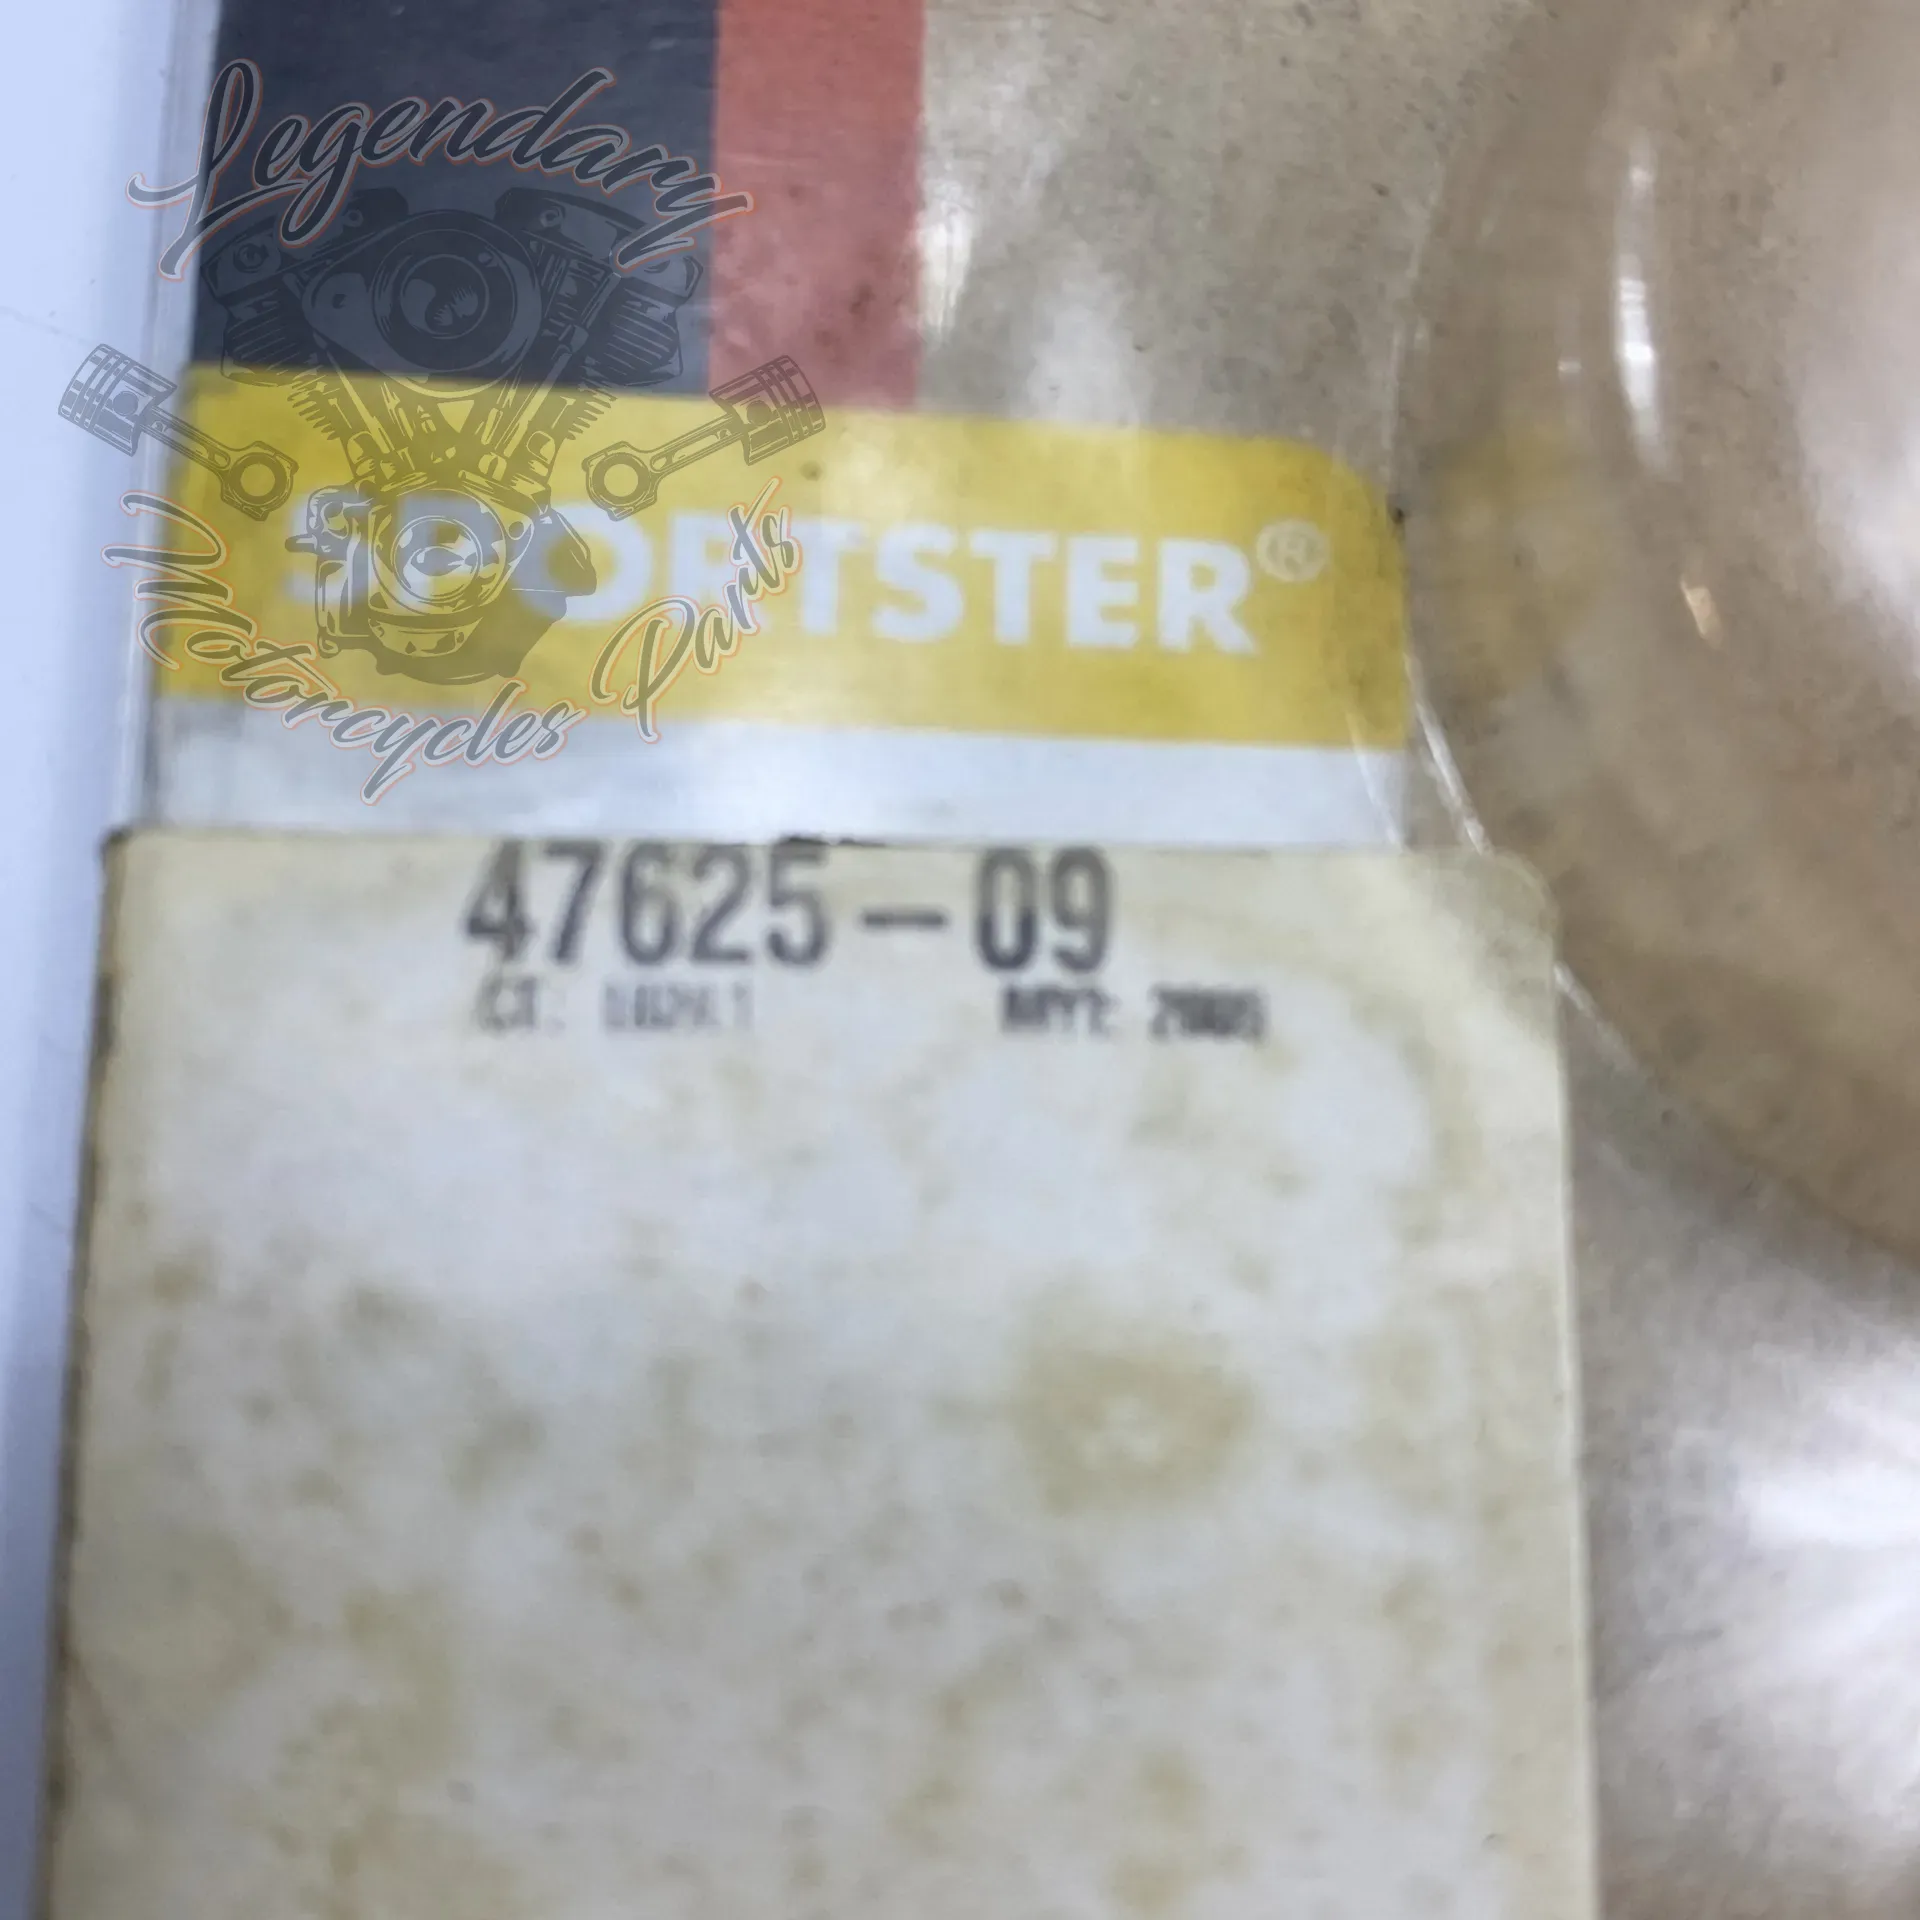 Legendary
Motorcycles Parts
SPORTSTER®
47625-09